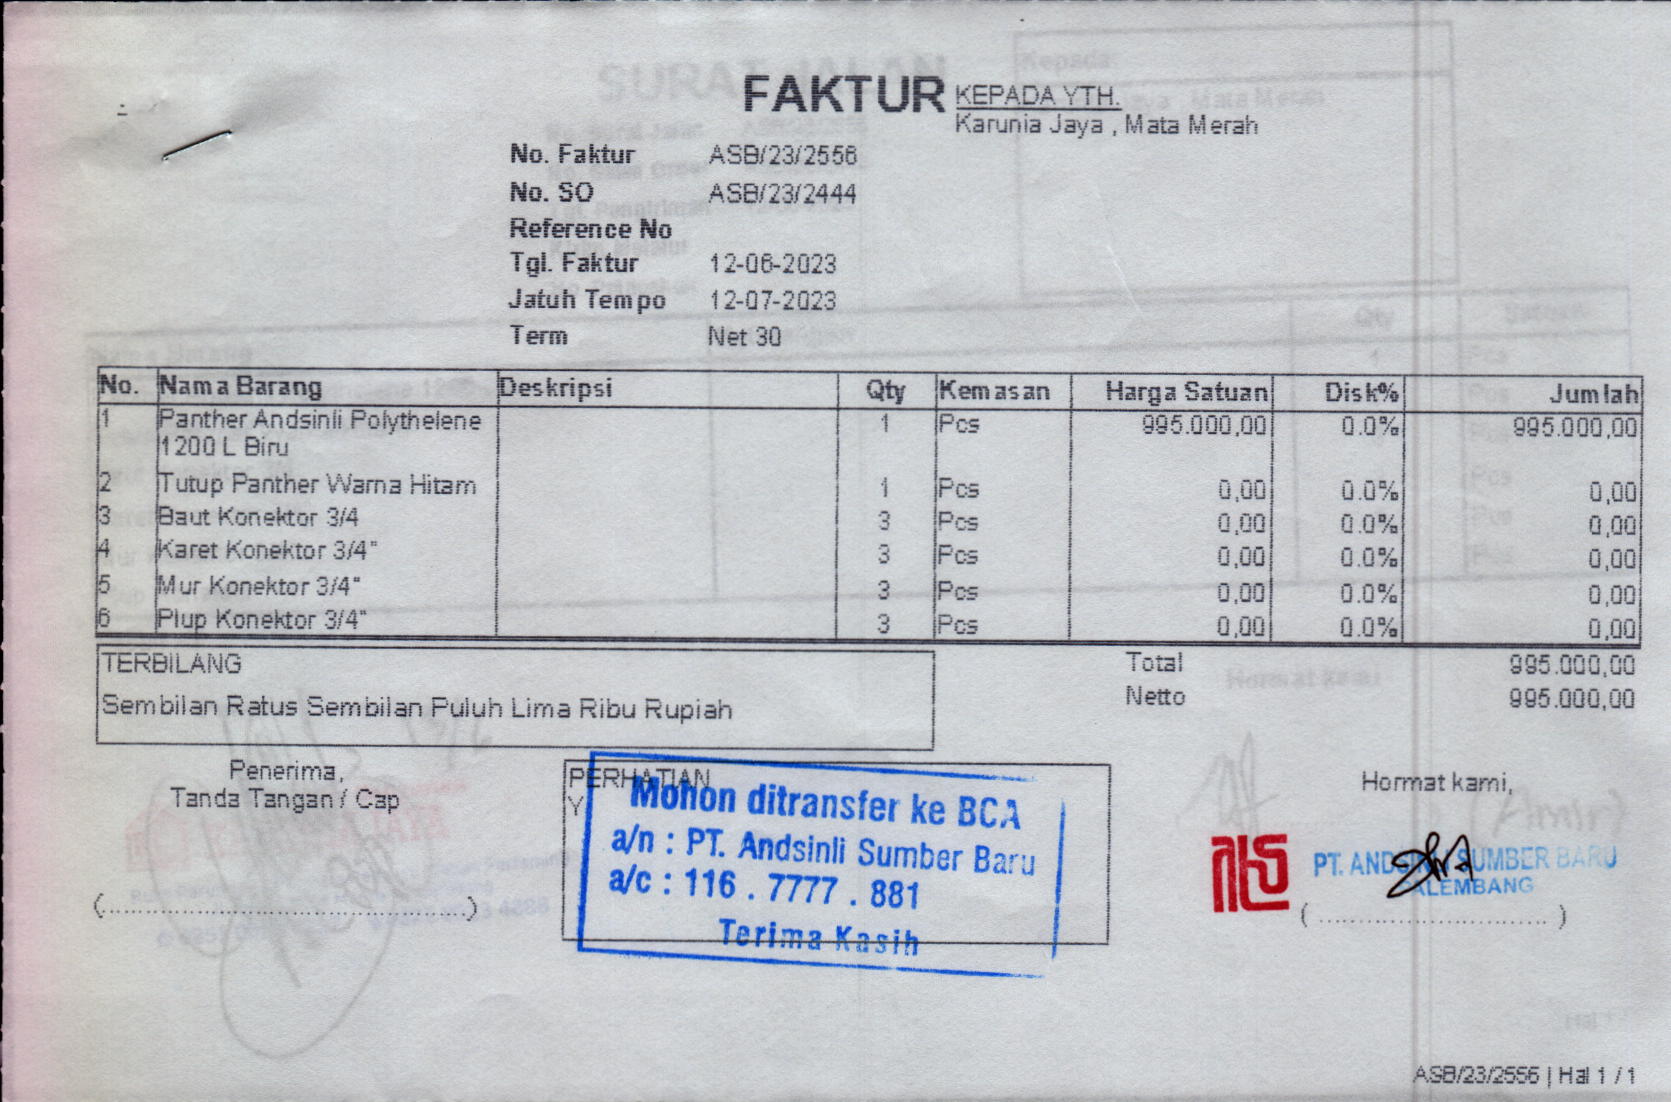 FAKTUR
KEPADA YTH.
Karunia Jaya , Mata Merah
No. Faktur ASB/23/2556
No. SO ASB/23/2444
Reference No
Tgl. Faktur 12-06-2023
Jatuh Tempo 12-07-2023
Term Net 30
No. Nama Barang Deskripsi Qty Kemasan Harga Satuan Disk% Jumlah
1 Panther Andsinli Polythelene 1 Pcs 995.000,00 0.0% 995.000,00
1200 L Biru
2 Tutup Panther Warna Hitam 1 Pcs 0,00 0.0% 0,00
3 Baut Konektor 3/4 3 Pcs 0,00 0.0% 0,00
4 Karet Konektor 3/4" 3 Pcs 0,00 0.0% 0,00
5 Mur Konektor 3/4" 3 Pcs 0,00 0.0% 0,00
6 Plup Konektor 3/4" 3 Pcs 0,00 0.0% 0,00
TERBILANG
Sembilan Ratus Sembilan Puluh Lima Ribu Rupiah
Total 995.000,00
Netto 995.000,00
Penerima,
Tanda Tangan / Cap
PERHATIAN
Y
Mohon ditransfer ke BCA
a/n : PT. Andsinli Sumber Baru
a/c : 116 . 7777 . 881
Terima Kasih
Hormat kami,
PT. ANDSINLI SUMBER BARU
PALEMBANG
ASB/23/2556 | Hal 1 / 1